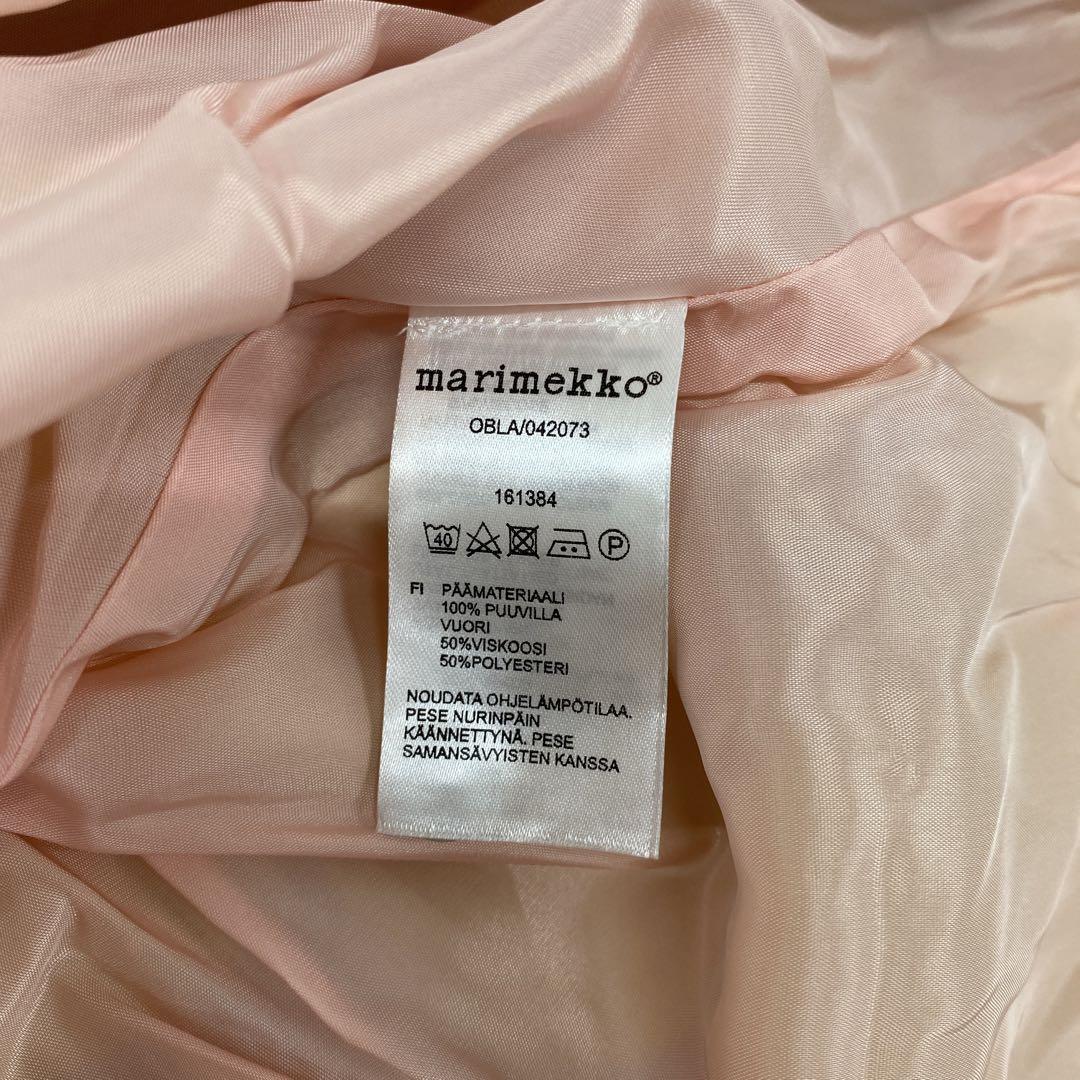 marimekko®
OBLA/042073
161384
40 P
FI PÄÄMATERIAALI
100% PUUVILLA
VUORI
50%VISKOOSI
50%POLYESTERI
NOUDATA OHJELÄMPÖTILAA.
PESE NURINPÄIN
KÄÄNNETTYNÄ. PESE
SAMANSÄVYISTEN KANSSA